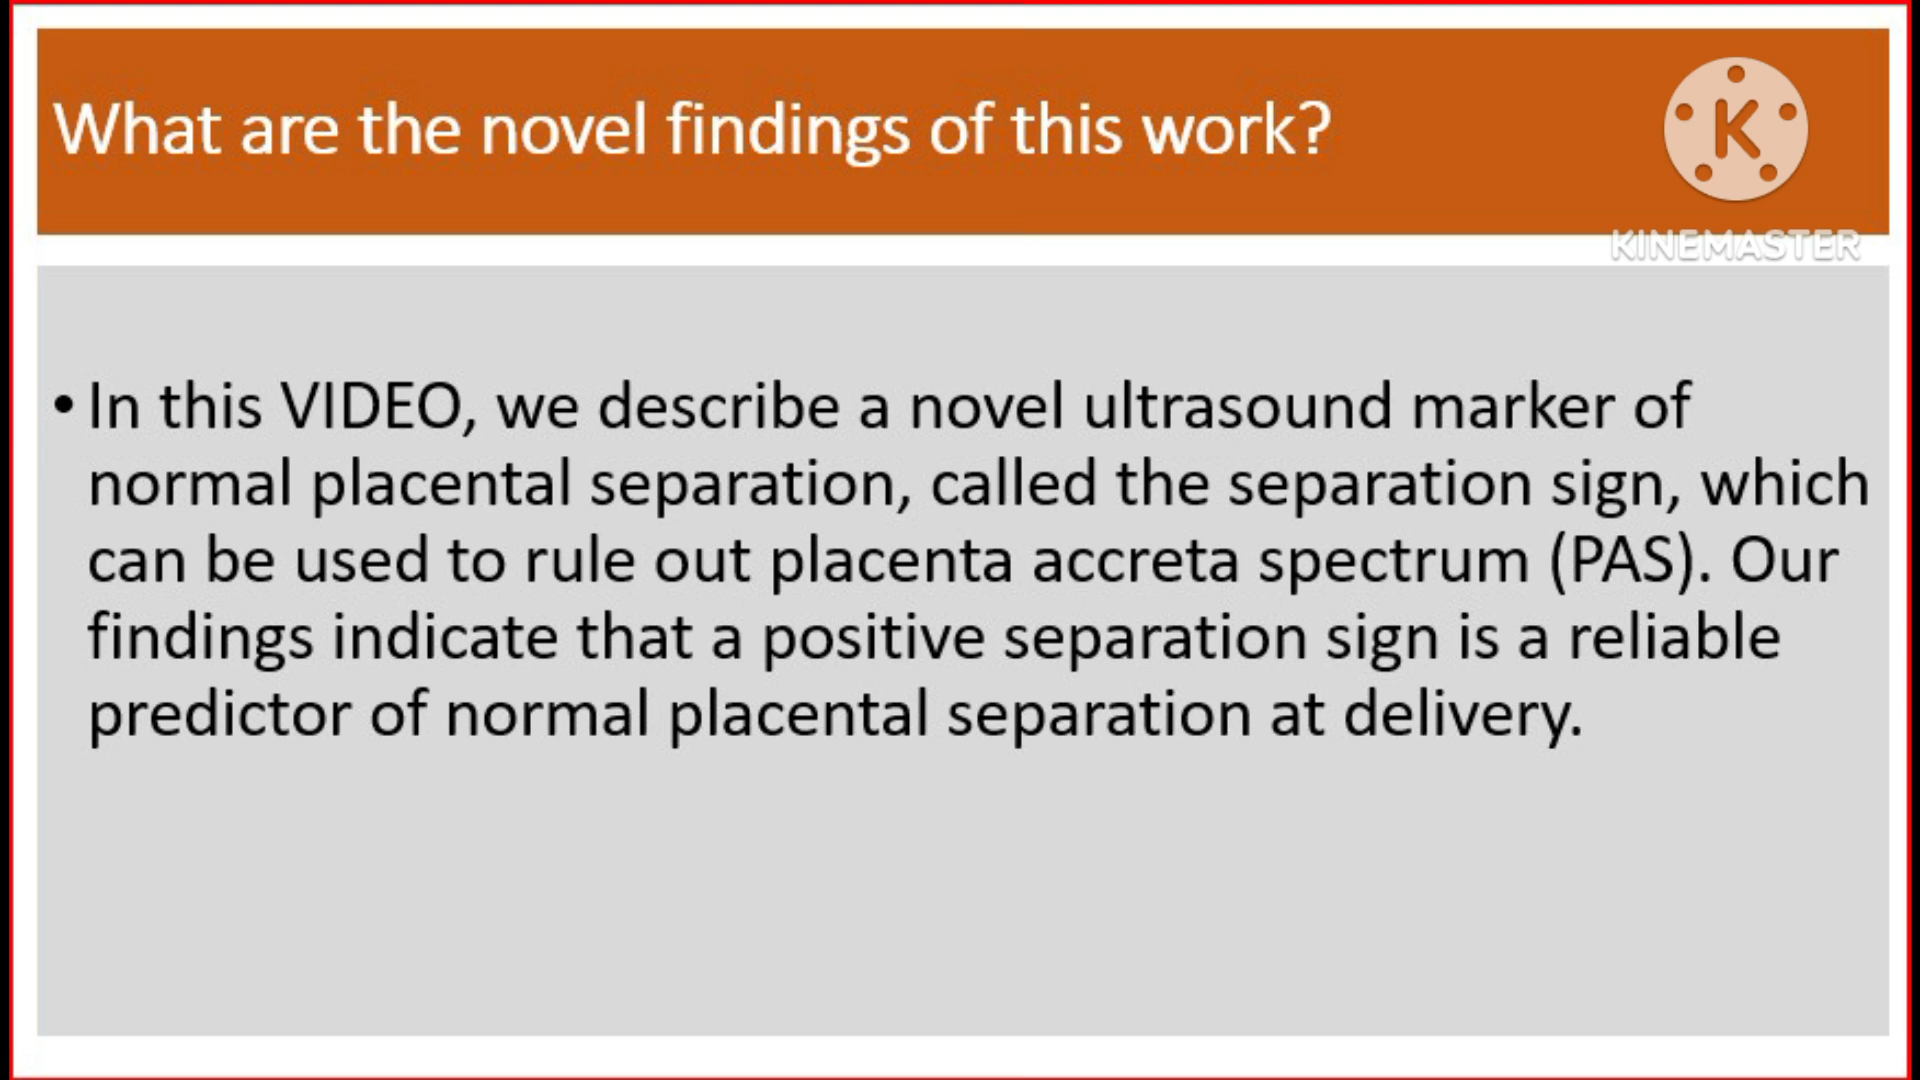 What are the novel findings of this work?
K
KINEMASTER
• In this VIDEO, we describe a novel ultrasound marker of
normal placental separation, called the separation sign, which
can be used to rule out placenta accreta spectrum (PAS). Our
findings indicate that a positive separation sign is a reliable
predictor of normal placental separation at delivery.